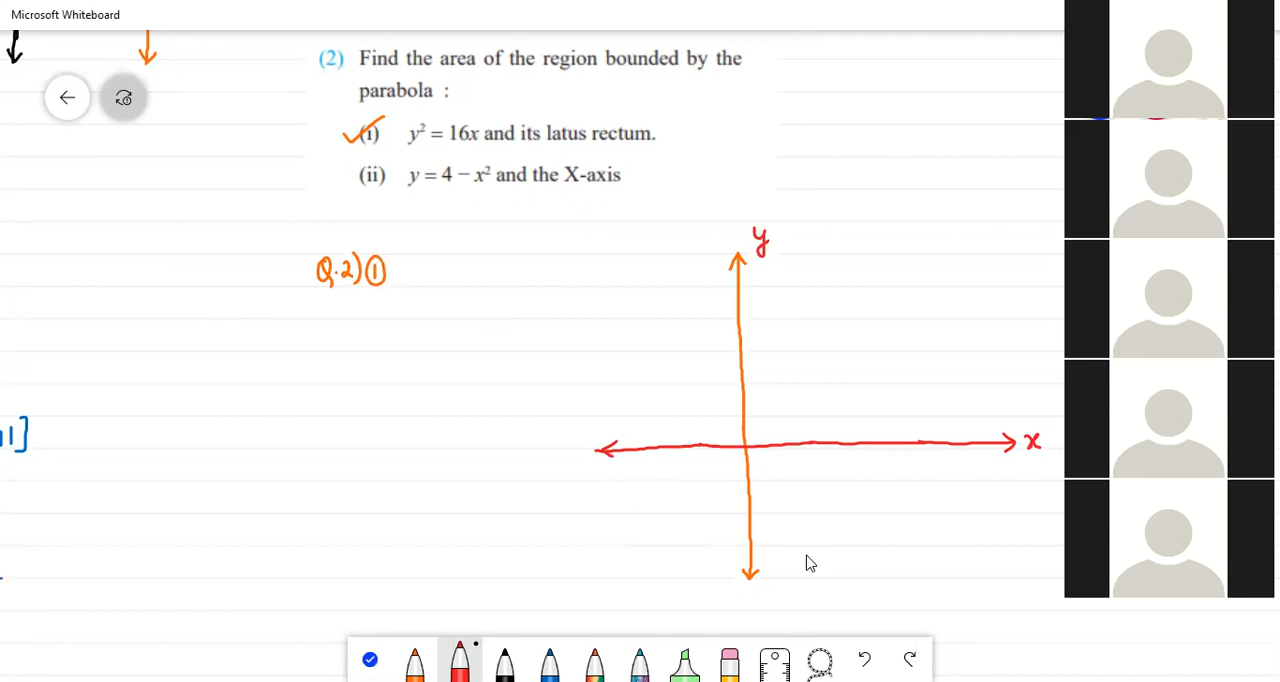 Microsoft Whiteboard
(2) Find the area of the region bounded by the
parabola :
(i) y² = 16x and its latus rectum.
(ii) y = 4 − x² and the X-axis
y
Q.2) ①
]
x